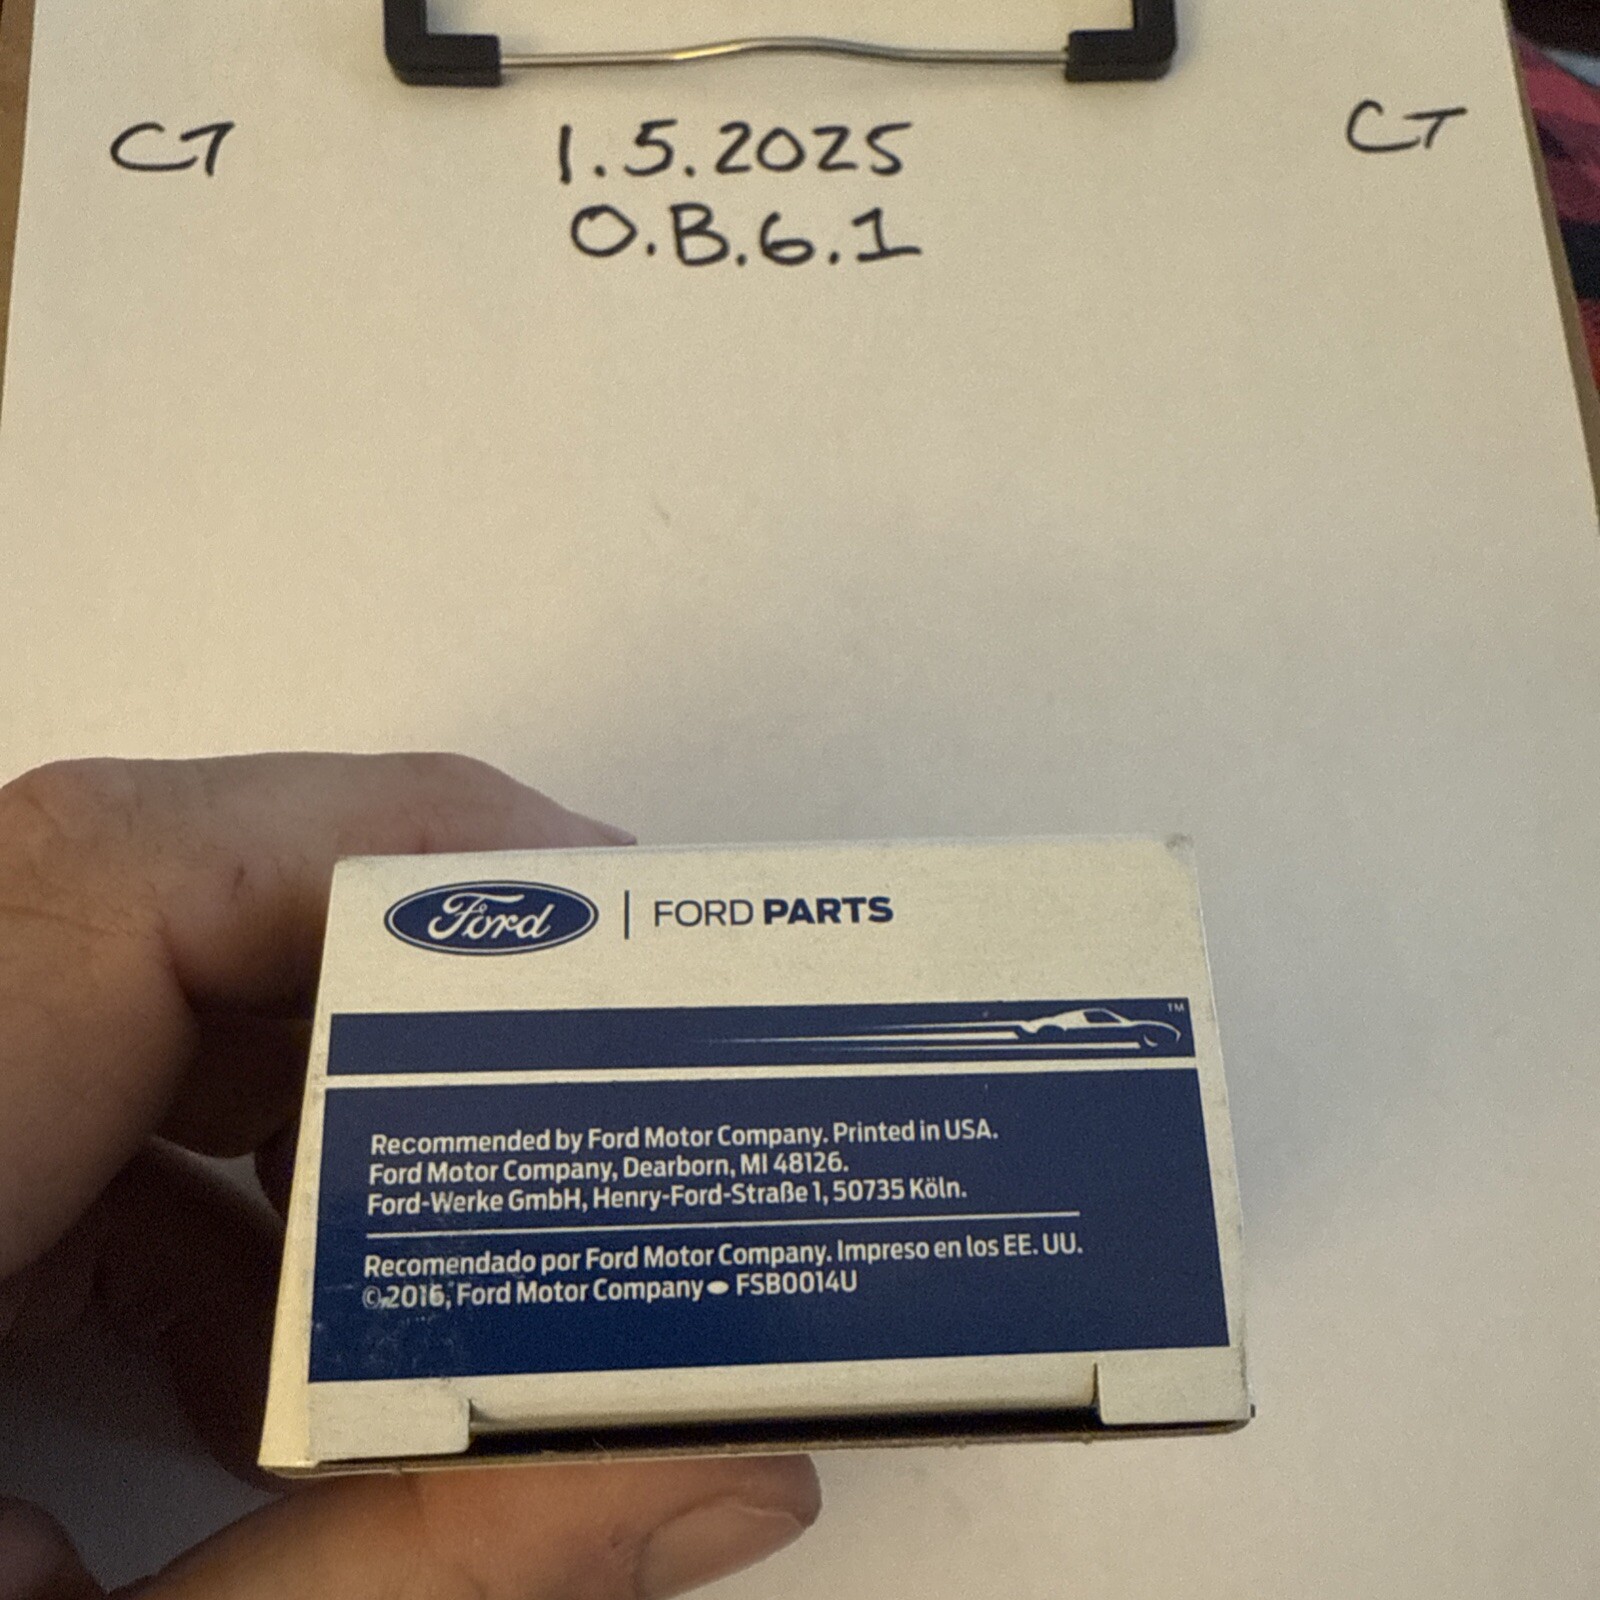 CT 1.5.2025 CT
O.B.6.1
Ford | FORD PARTS
TM
Recommended by Ford Motor Company. Printed in USA.
Ford Motor Company, Dearborn, MI 48126.
Ford-Werke GmbH, Henry-Ford-Straße 1, 50735 Köln.
Recomendado por Ford Motor Company. Impreso en los EE. UU.
©,2016, Ford Motor Company FSB0014U